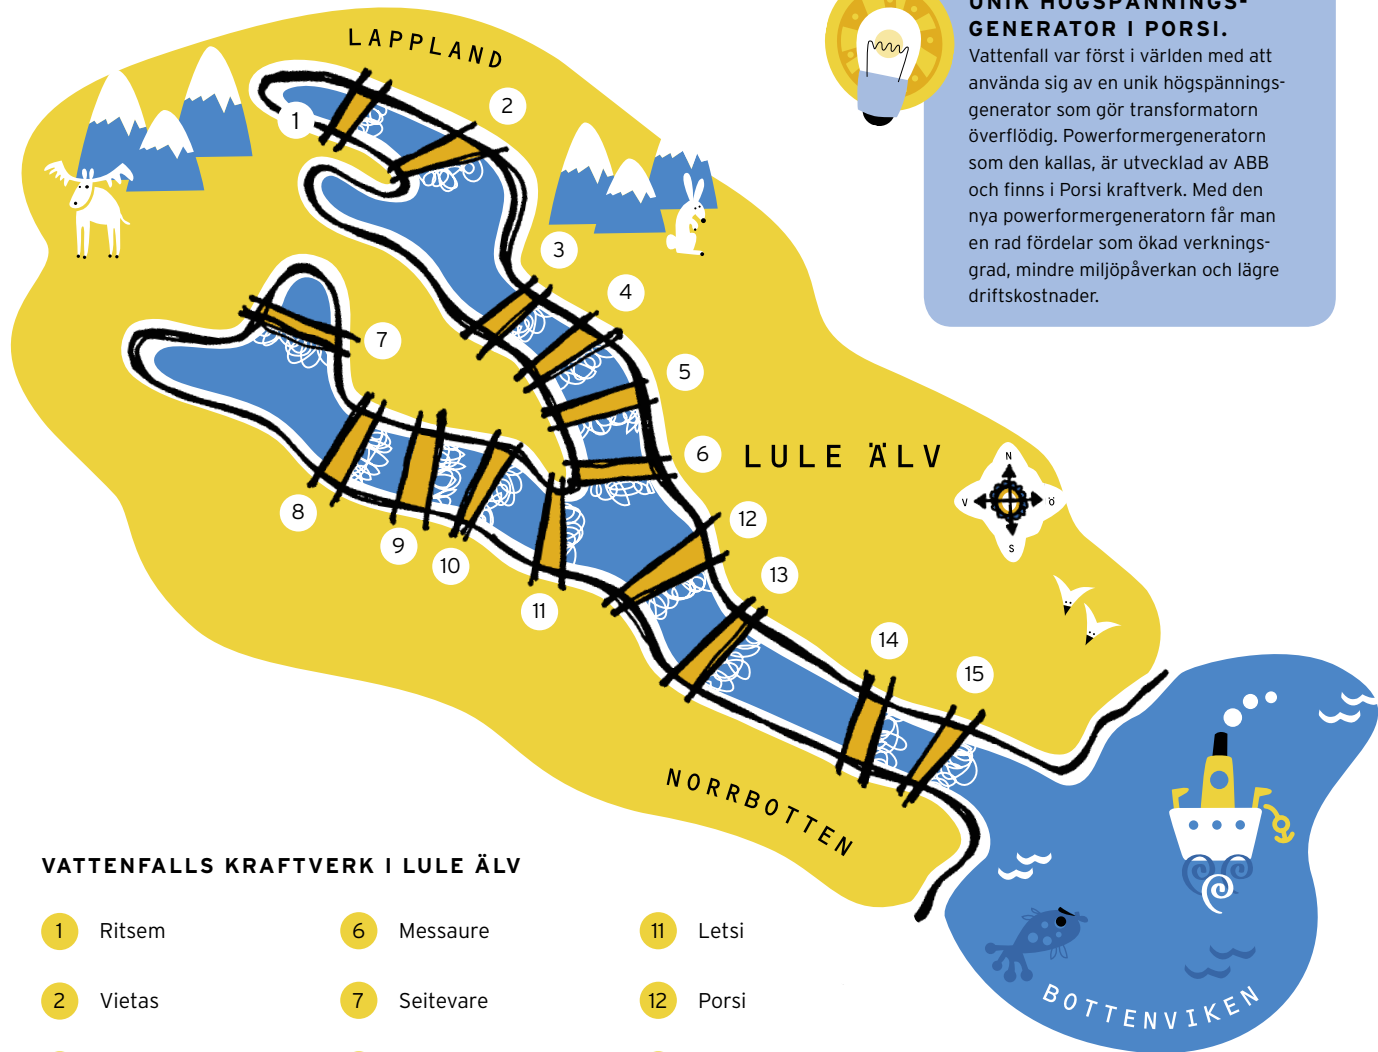 UNIK HÖGSPÄNNINGS-
GENERATOR I PORSI.
Vattenfall var först i världen med att
använda sig av en unik högspännings-
generator som gör transformatorn
överflödig. Powerformergeneratorn
som den kallas, är utvecklad av ABB
och finns i Porsi kraftverk. Med den
nya powerformergeneratorn får man
en rad fördelar som ökad verknings-
grad, mindre miljöpåverkan och lägre
driftskostnader.
LAPPLAND
1
2
3
4
5
6
7
8
9
10
11
12
13
14
15
LULE ÄLV
N
V
Ö
S
NORRBOTTEN
BOTTENVIKEN
VATTENFALLS KRAFTVERK I LULE ÄLV
1 Ritsem
2 Vietas
6 Messaure
7 Seitevare
11 Letsi
12 Porsi